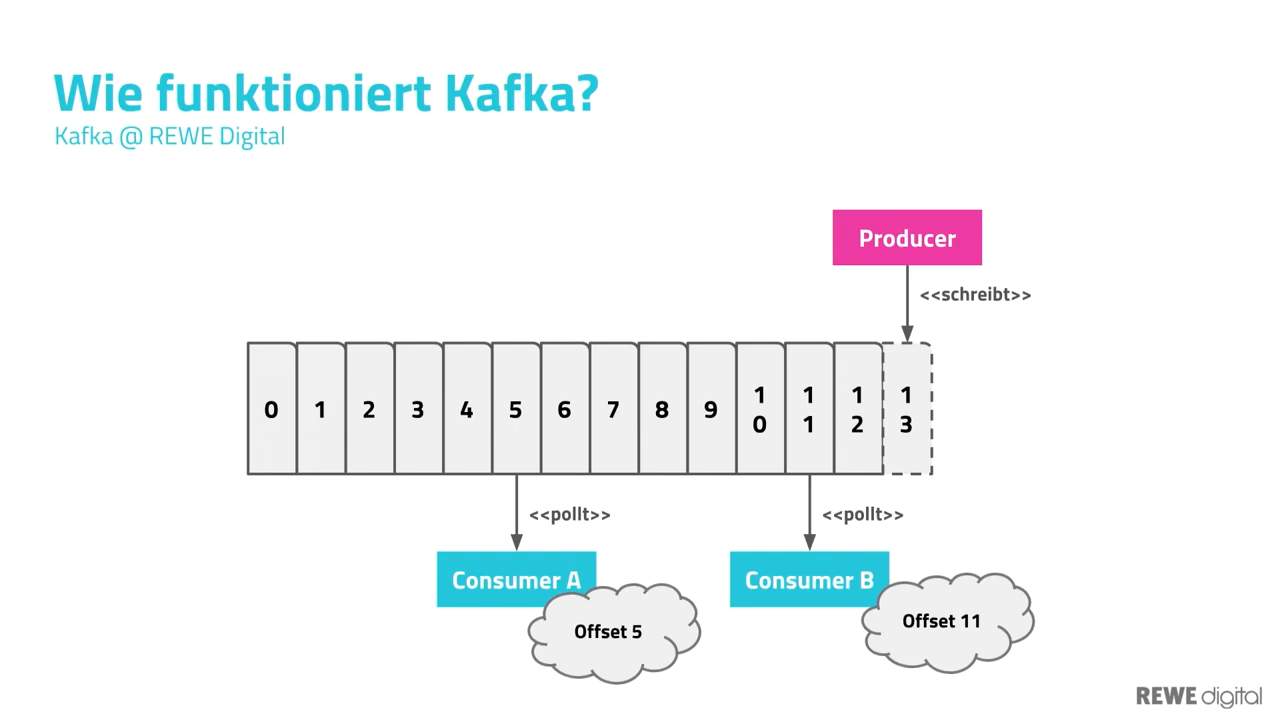 Wie funktioniert Kafka?
Kafka @ REWE Digital
Producer
<<schreibt>>
0 1 2 3 4 5 6 7 8 9 10 11 12 13
<<pollt>> <<pollt>>
Consumer A Consumer B
Offset 5 Offset 11
REWE digital